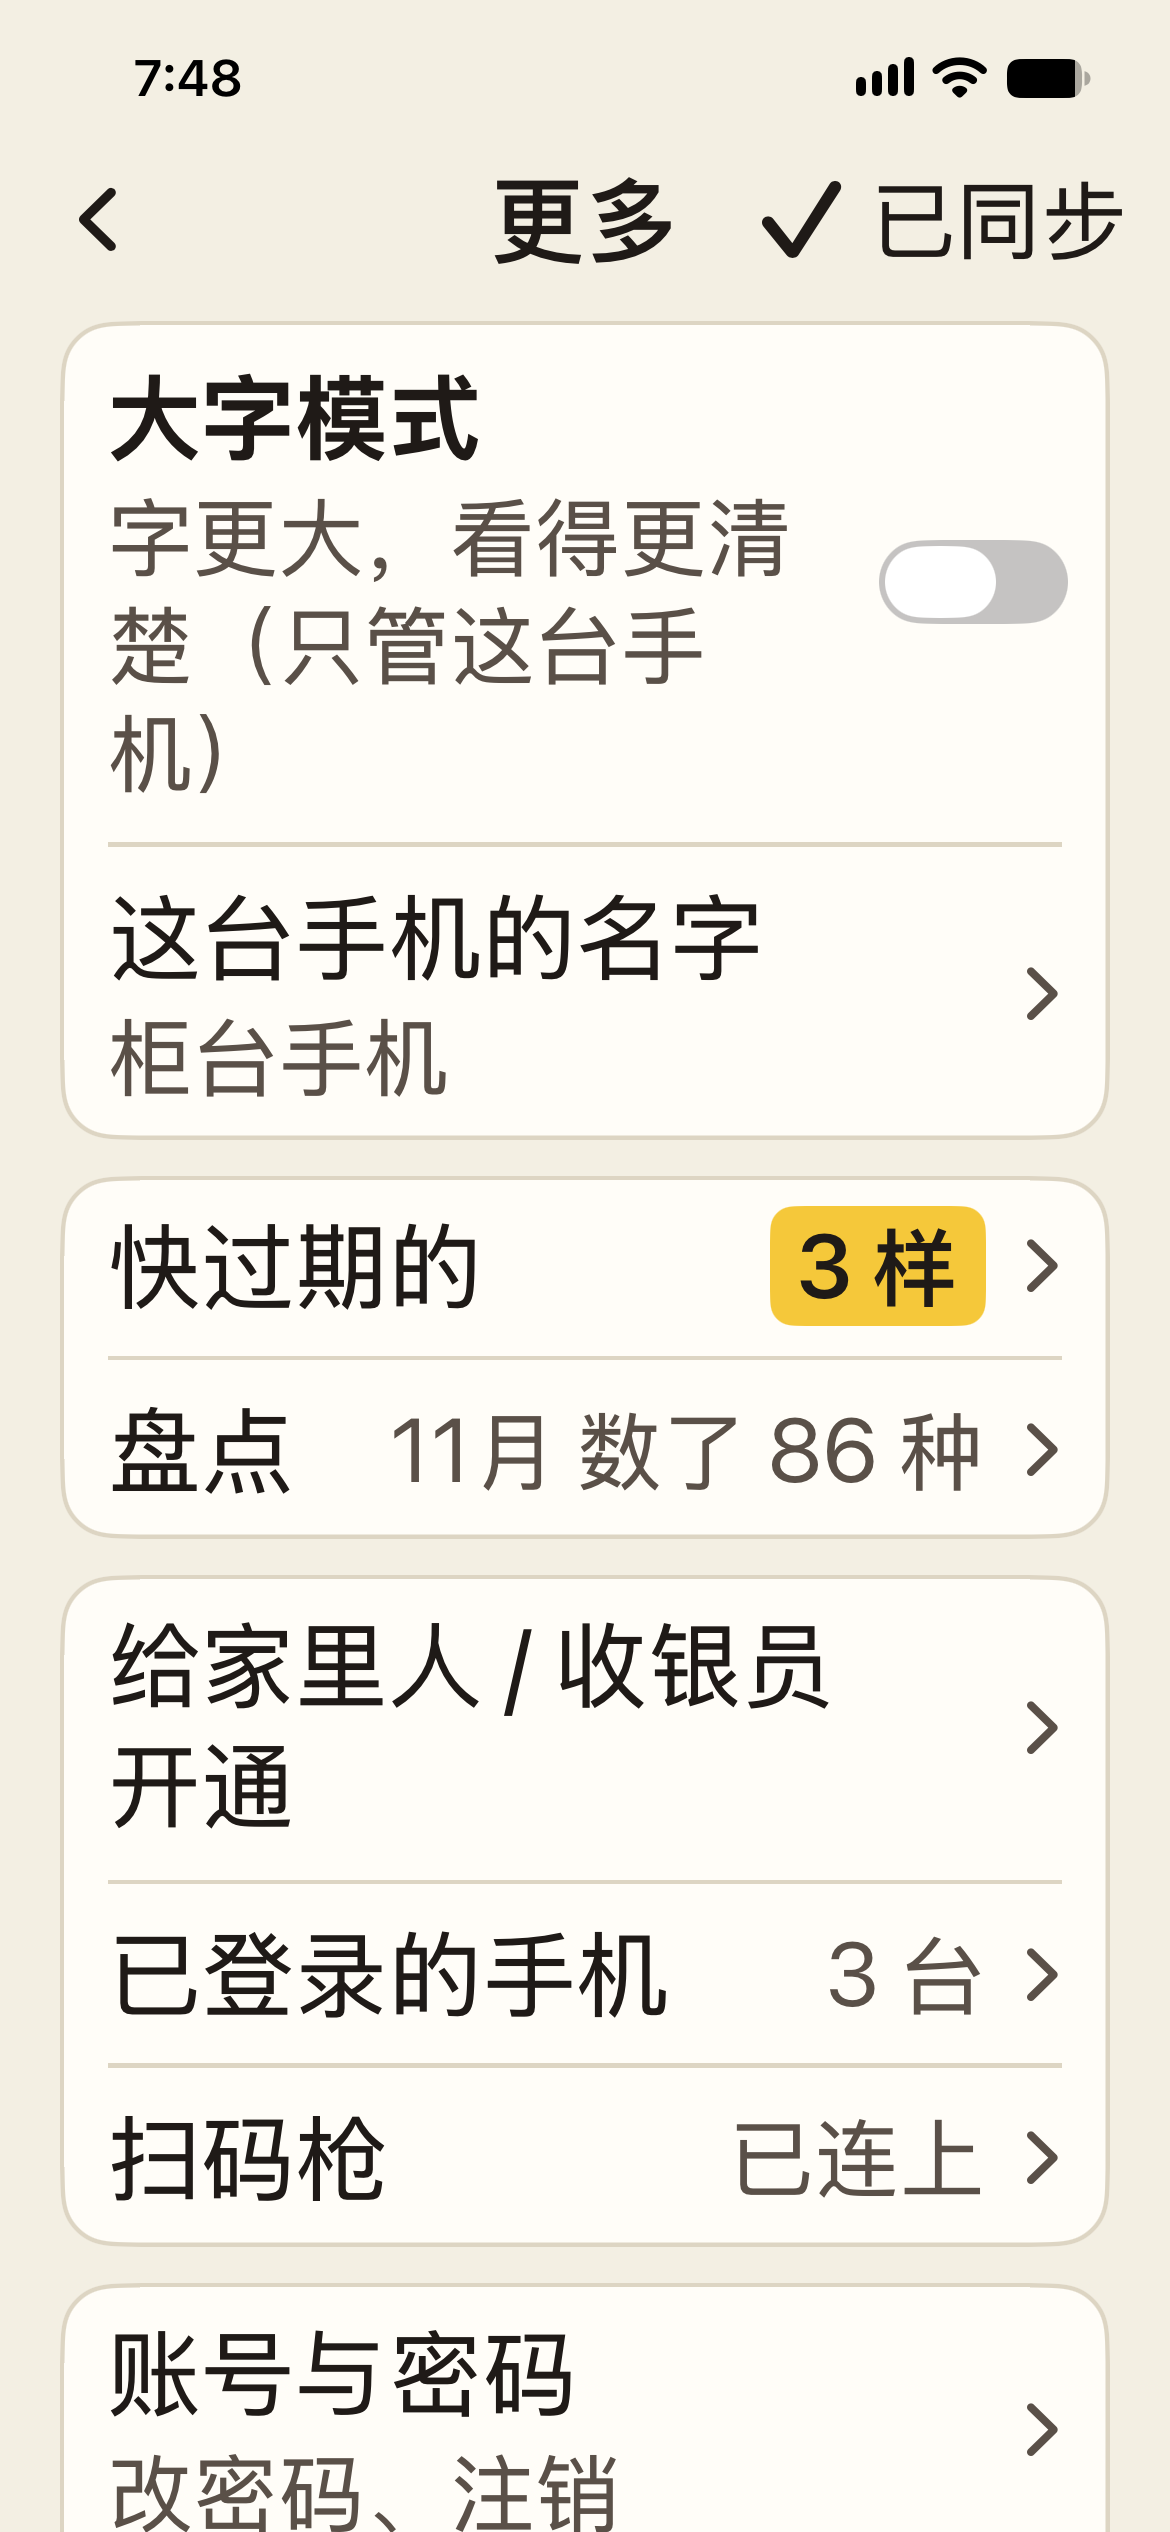 7:48
更多
已同步
大字模式
字更大，看得更清
楚（只管这台手
机）
这台手机的名字
柜台手机
快过期的
3 样
盘点
11月 数了 86 种
给家里人 / 收银员
开通
已登录的手机
3 台
扫码枪
已连上
账号与密码
改密码、注销